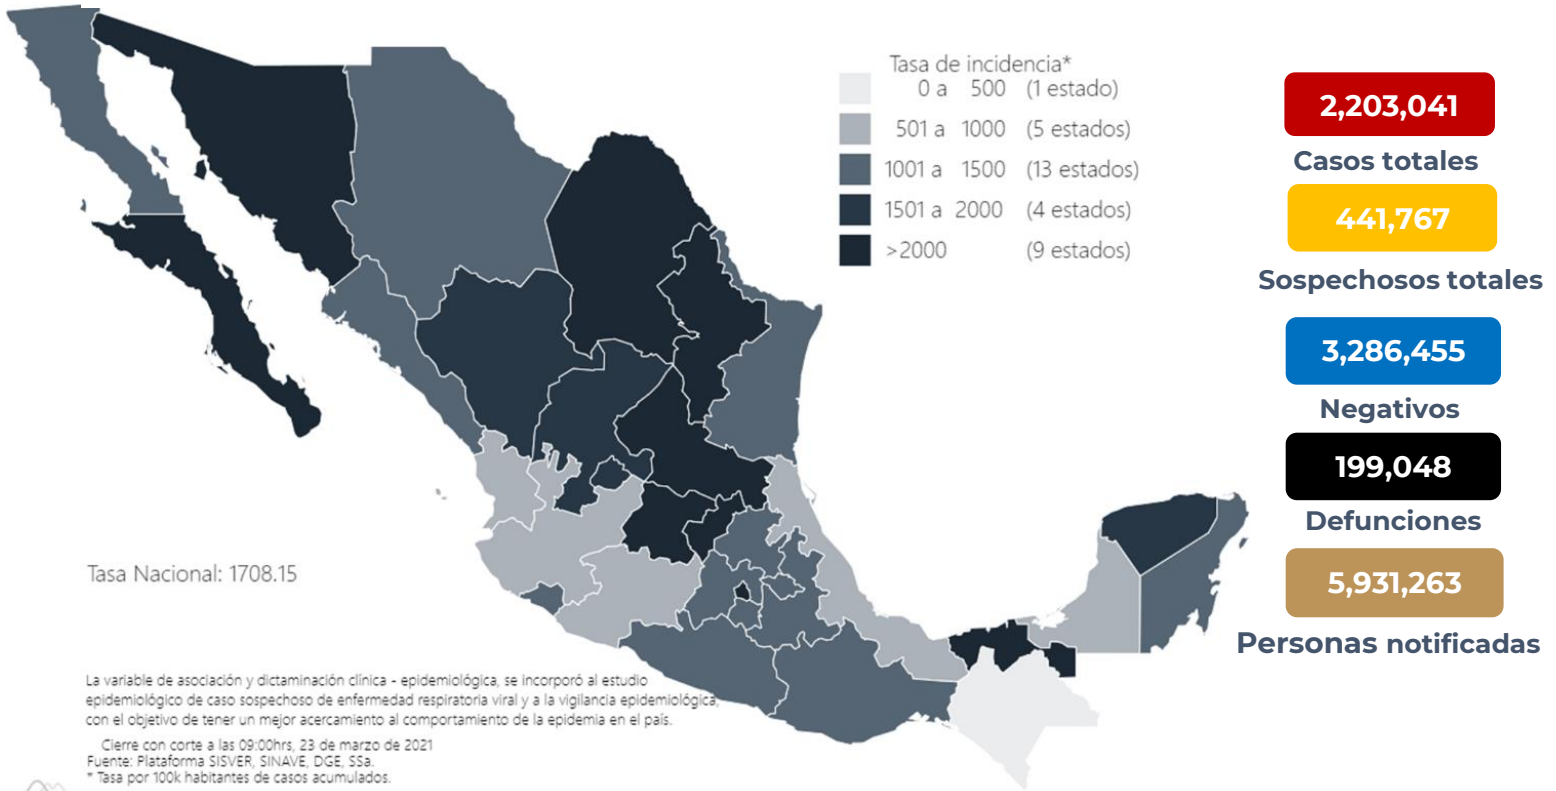 Tasa de incidencia*
0 a 500 (1 estado)
501 a 1000 (5 estados)
1001 a 1500 (13 estados)
1501 a 2000 (4 estados)
>2000 (9 estados)
2,203,041
Casos totales
441,767
Sospechosos totales
3,286,455
Negativos
199,048
Defunciones
5,931,263
Personas notificadas
Tasa Nacional: 1708.15
La variable de asociación y dictaminación clínica - epidemiológica, se incorporó al estudio
epidemiológico de caso sospechoso de enfermedad respiratoria viral y a la vigilancia epidemiológica,
con el objetivo de tener un mejor acercamiento al comportamiento de la epidemia en el país.
Cierre con corte a las 09:00hrs, 23 de marzo de 2021
Fuente: Plataforma SISVER, SINAVE, DGE, SSa.
* Tasa por 100k habitantes de casos acumulados.